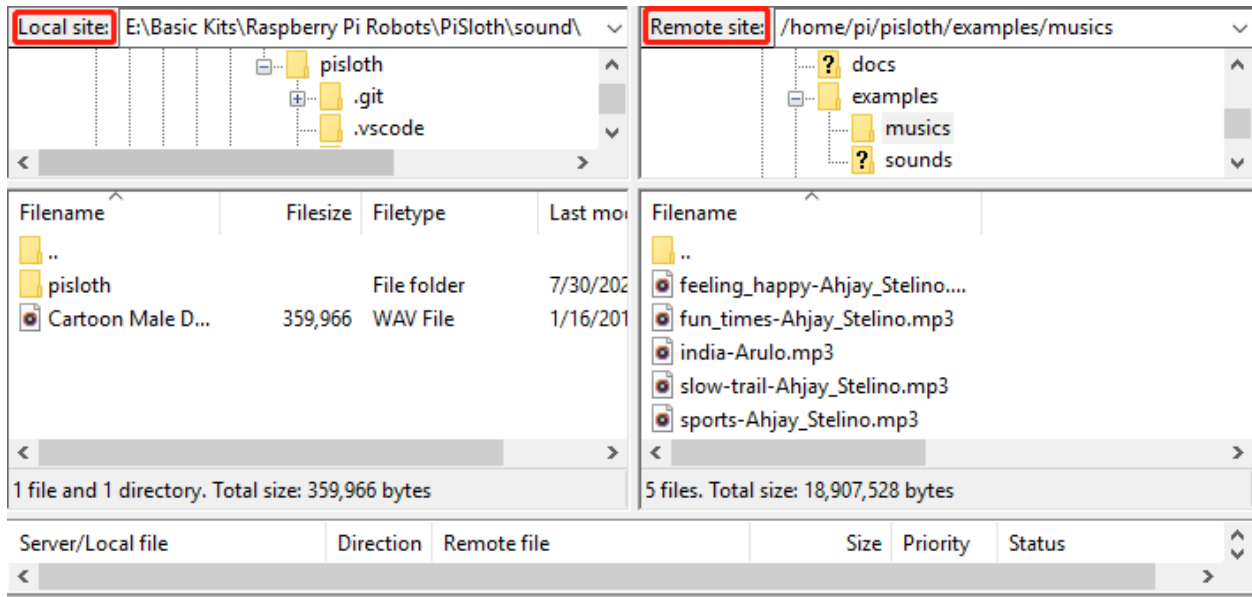 Local site: E:\Basic Kits\Raspberry Pi Robots\PiSloth\sound\
pisloth
.git
.vscode
Filename Filesize Filetype Last mo
..
pisloth File folder 7/30/202
Cartoon Male D... 359,966 WAV File 1/16/201
1 file and 1 directory. Total size: 359,966 bytes
Remote site: /home/pi/pisloth/examples/musics
? docs
examples
musics
? sounds
Filename
..
feeling_happy-Ahjay_Stelino....
fun_times-Ahjay_Stelino.mp3
india-Arulo.mp3
slow-trail-Ahjay_Stelino.mp3
sports-Ahjay_Stelino.mp3
5 files. Total size: 18,907,528 bytes
Server/Local file Direction Remote file Size Priority Status